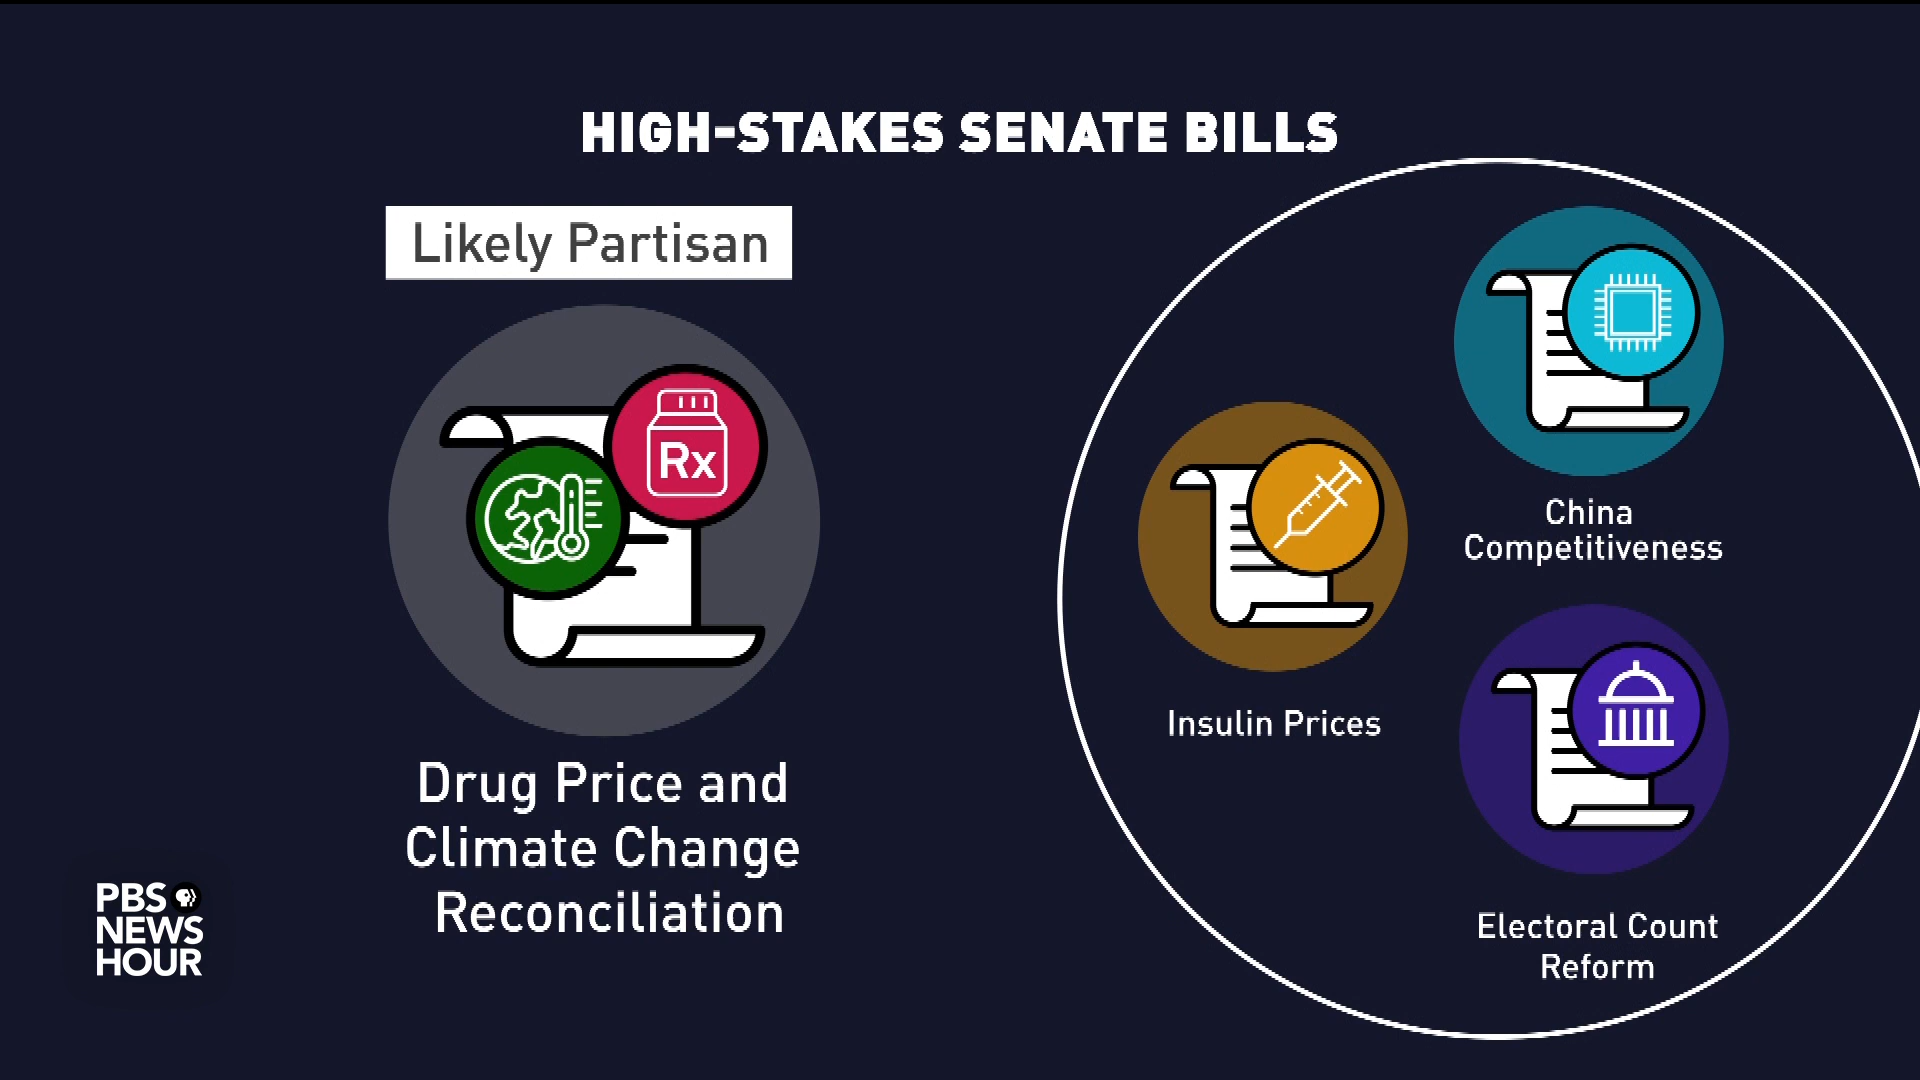 HIGH-STAKES SENATE BILLS
Likely Partisan
Rx
Drug Price and
Climate Change
Reconciliation
Insulin Prices
China
Competitiveness
Electoral Count
Reform
PBS
NEWS
HOUR